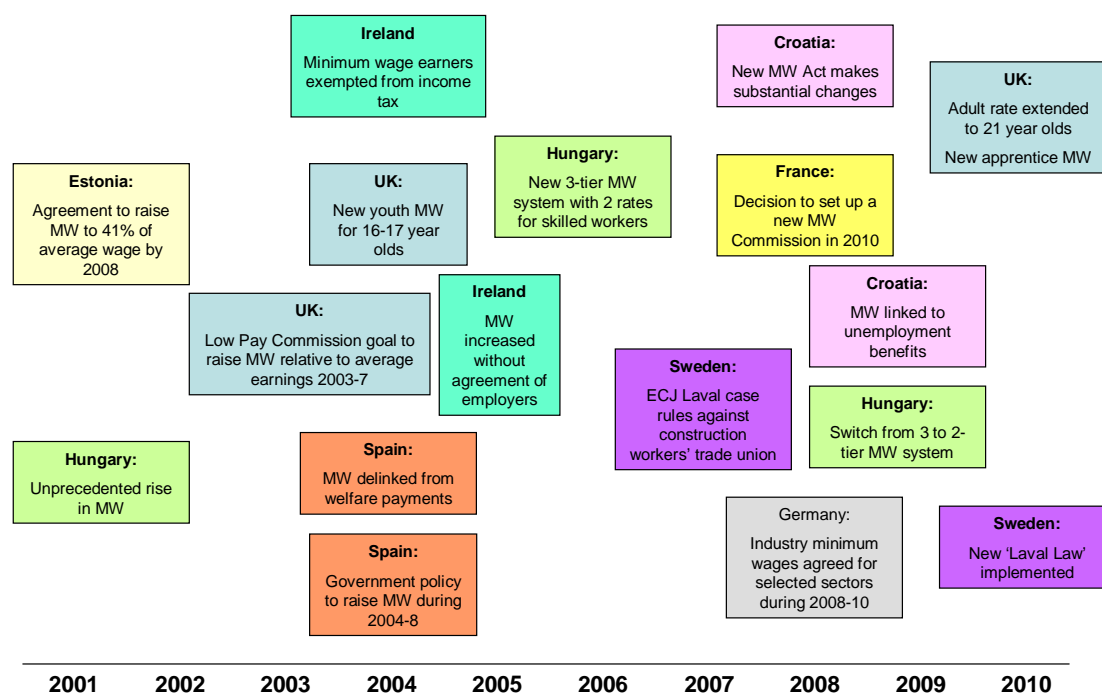 Ireland
Minimum wage earners
exempted from income
tax
Croatia:
New MW Act makes
substantial changes
UK:
Adult rate extended
to 21 year olds
New apprentice MW
Hungary:
New 3-tier MW
system with 2 rates
for skilled workers
Estonia:
Agreement to raise
MW to 41% of
average wage by
2008
UK:
New youth MW
for 16-17 year
olds
France:
Decision to set up a
new MW
Commission in 2010
UK:
Low Pay Commission goal to
raise MW relative to average
earnings 2003-7
Ireland
MW
increased
without
agreement of
employers
Croatia:
MW linked to
unemployment
benefits
Sweden:
ECJ Laval case
rules against
construction
workers' trade union
Hungary:
Switch from 3 to 2-
tier MW system
Hungary:
Unprecedented rise
in MW
Spain:
MW delinked from
welfare payments
Germany:
Industry minimum
wages agreed for
selected sectors
during 2008-10
Sweden:
New 'Laval Law'
implemented
Spain:
Government policy
to raise MW during
2004-8
2001 2002 2003 2004 2005 2006 2007 2008 2009 2010